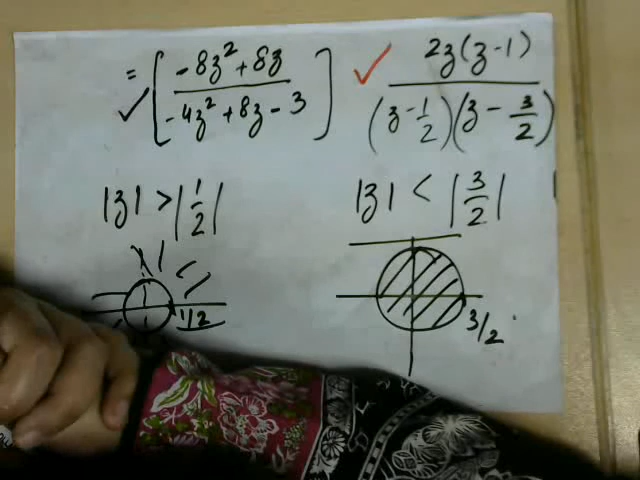 = [ (-8z² + 8z) / (-4z² + 8z - 3) ]
2z(z - 1) / (z - 1/2)(z - 3/2)
|z| > |1/2|
|z| < |3/2|
1/2
3/2